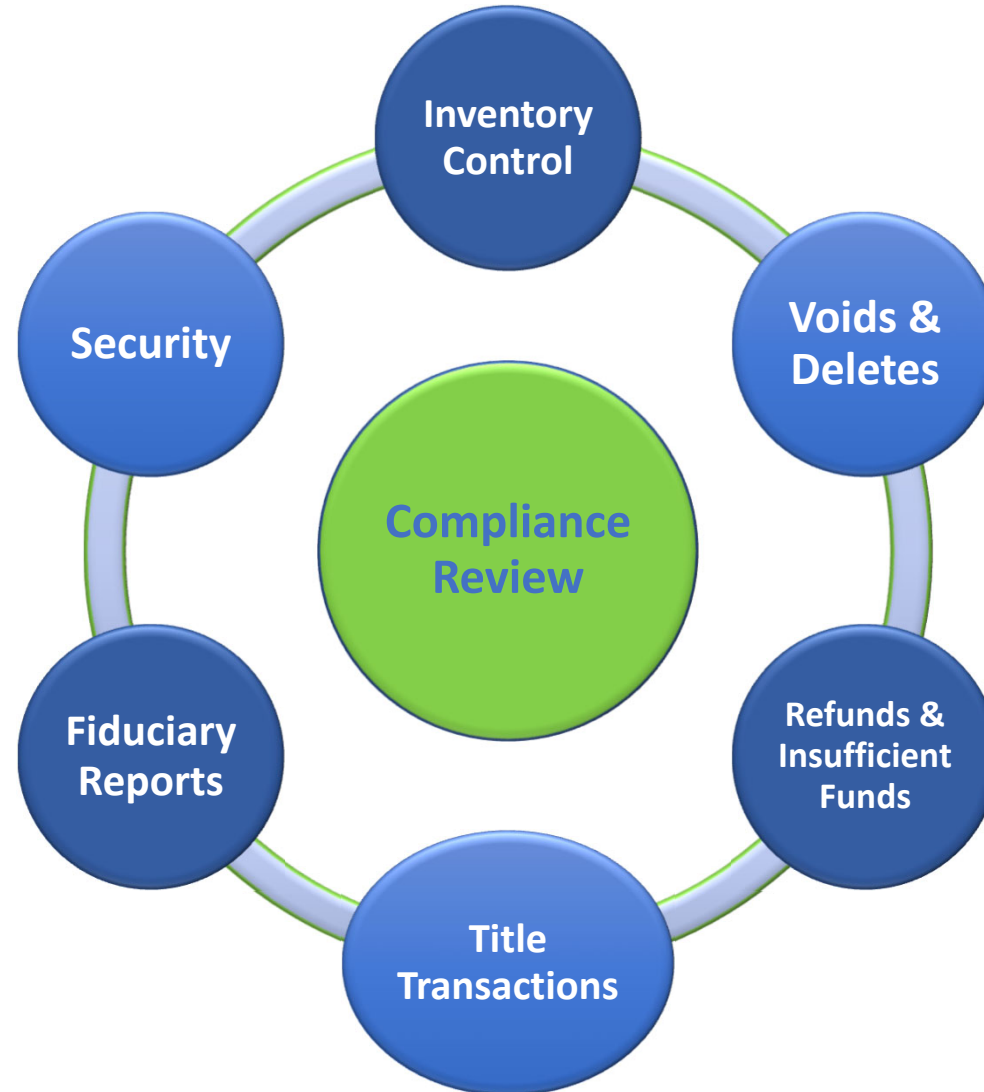 Inventory
Control
Voids &
Deletes
Refunds &
Insufficient
Funds
Title
Transactions
Fiduciary
Reports
Security
Compliance
Review